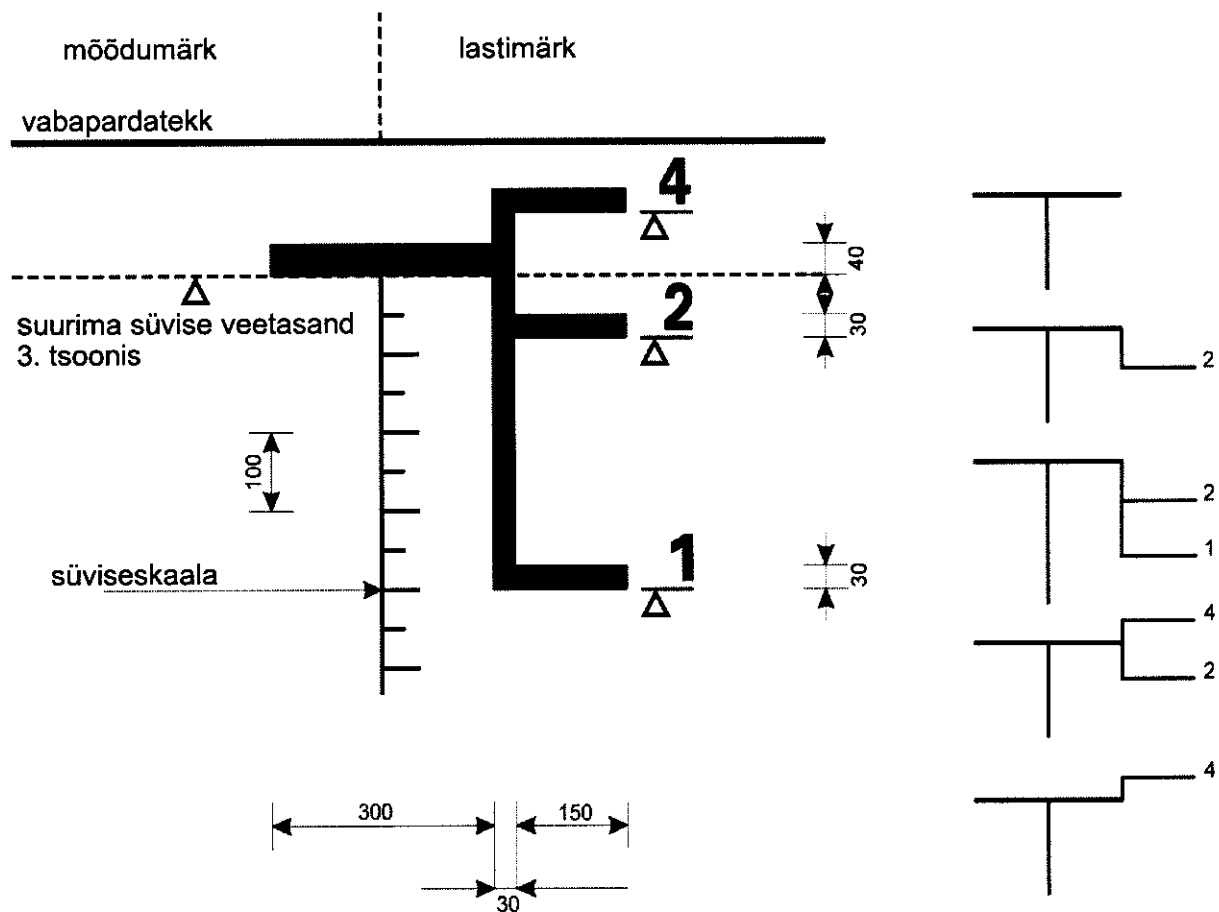 mõõdumärk
lastimärk
vabapardatekk
4
40
2
30
suurima süvise veetasand
3. tsoonis
100
1
30
süviseskaala
300
150
30
2
2
1
4
2
4